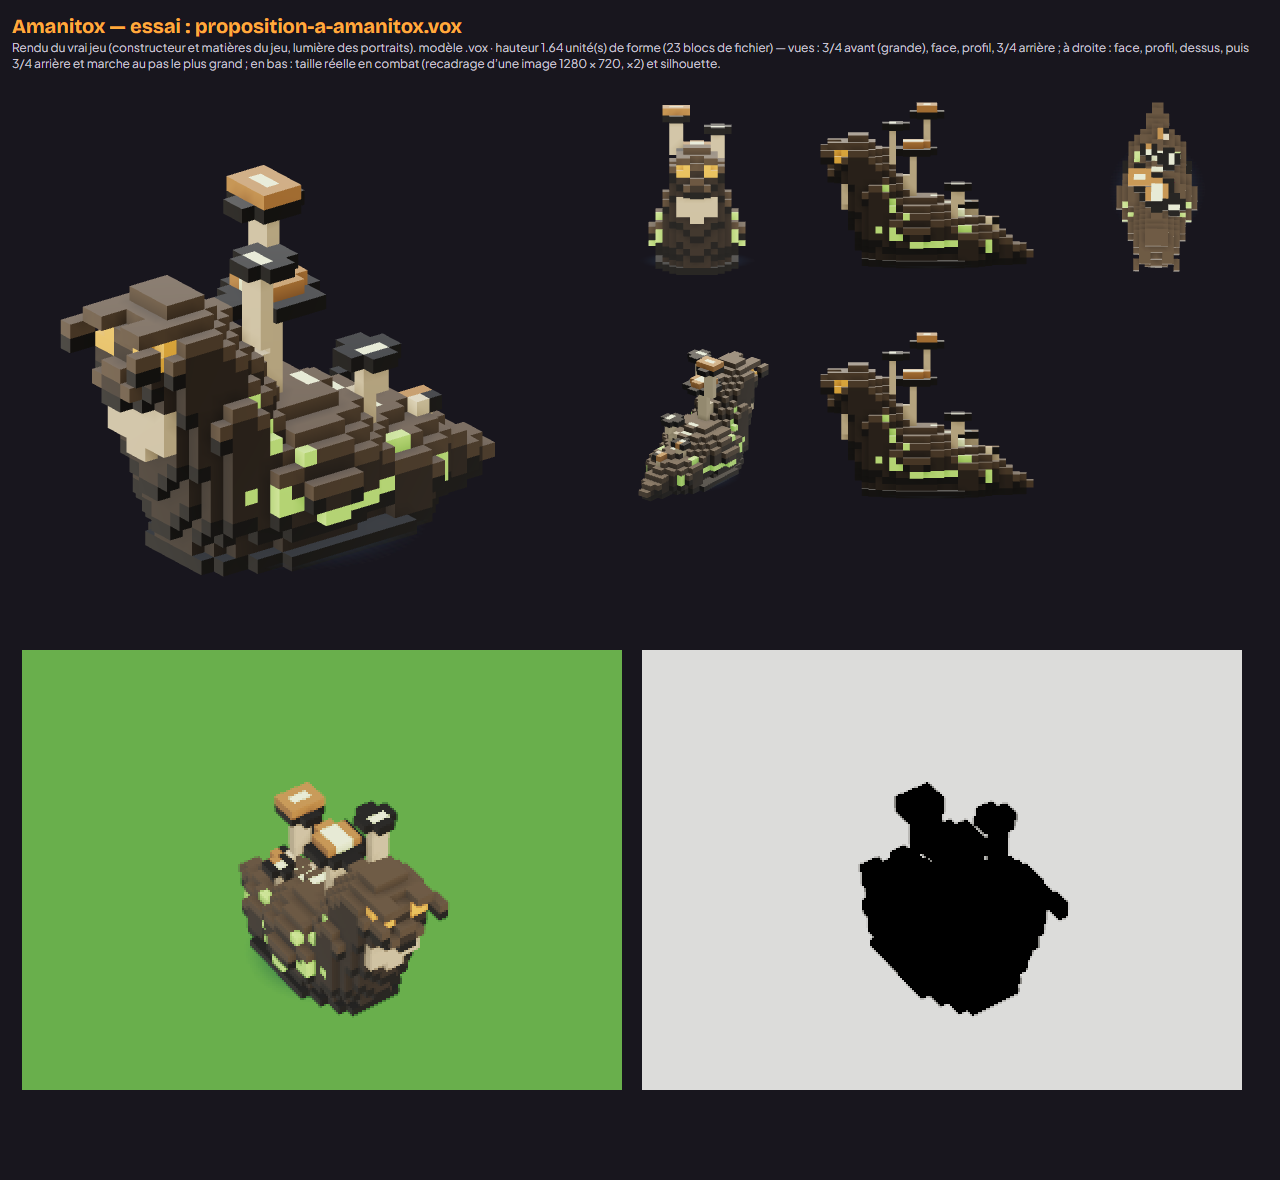 Amanitox — essai : proposition-a-amanitox.vox
Rendu du vrai jeu (constructeur et matières du jeu, lumière des portraits). modèle .vox · hauteur 1.64 unité(s) de forme (23 blocs de fichier) — vues : 3/4 avant (grande), face, profil, 3/4 arrière ; à droite : face, profil, dessus, puis
3/4 arrière et marche au pas le plus grand ; en bas : taille réelle en combat (recadrage d’une image 1280 × 720, ×2) et silhouette.